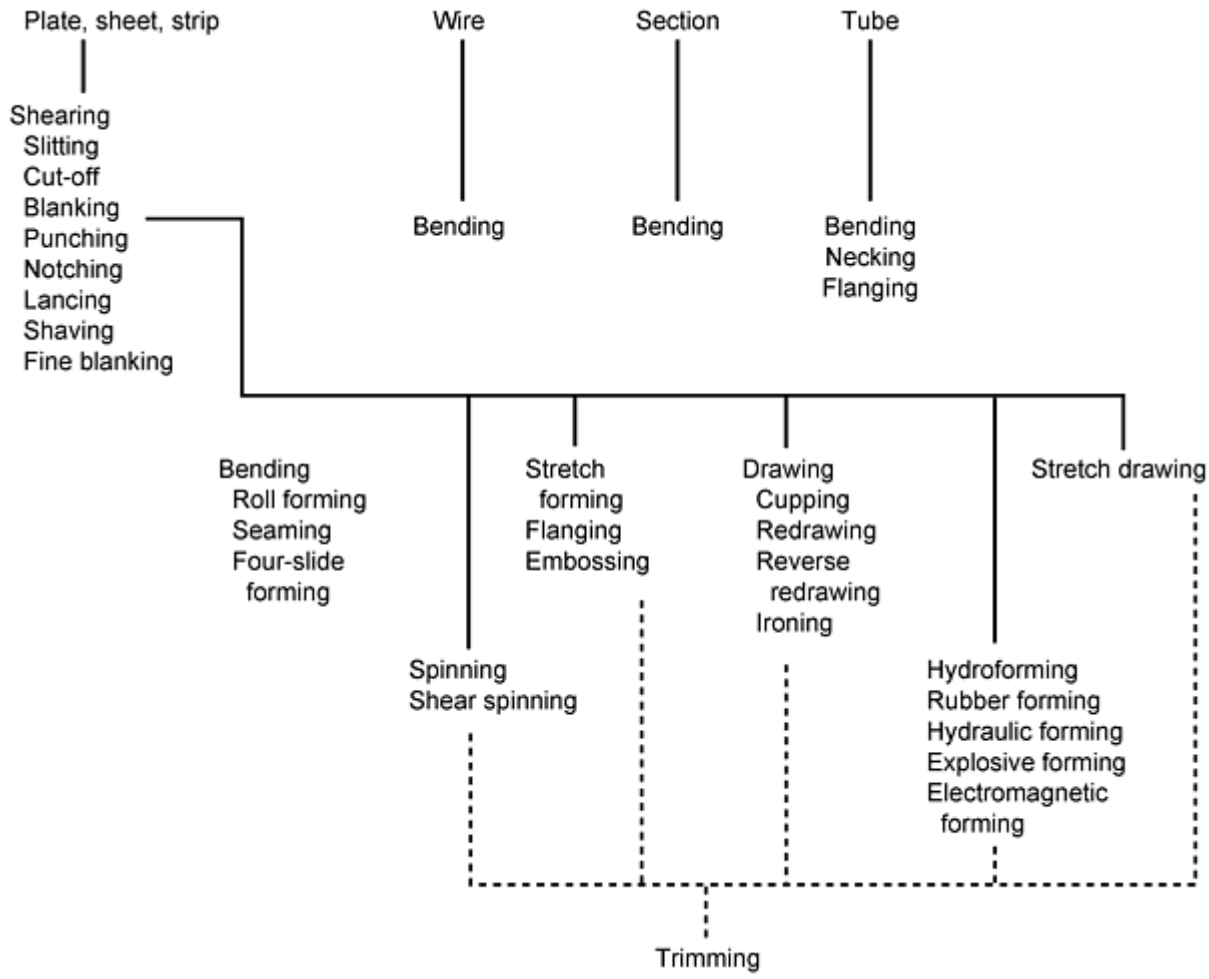 Plate, sheet, strip
Wire
Section
Tube
Shearing
Slitting
Cut-off
Blanking
Punching
Notching
Lancing
Shaving
Fine blanking
Bending
Bending
Bending
Necking
Flanging
Bending
Roll forming
Seaming
Four-slide
forming
Stretch
forming
Flanging
Embossing
Drawing
Cupping
Redrawing
Reverse
redrawing
Ironing
Stretch drawing
Spinning
Shear spinning
Hydroforming
Rubber forming
Hydraulic forming
Explosive forming
Electromagnetic
forming
Trimming